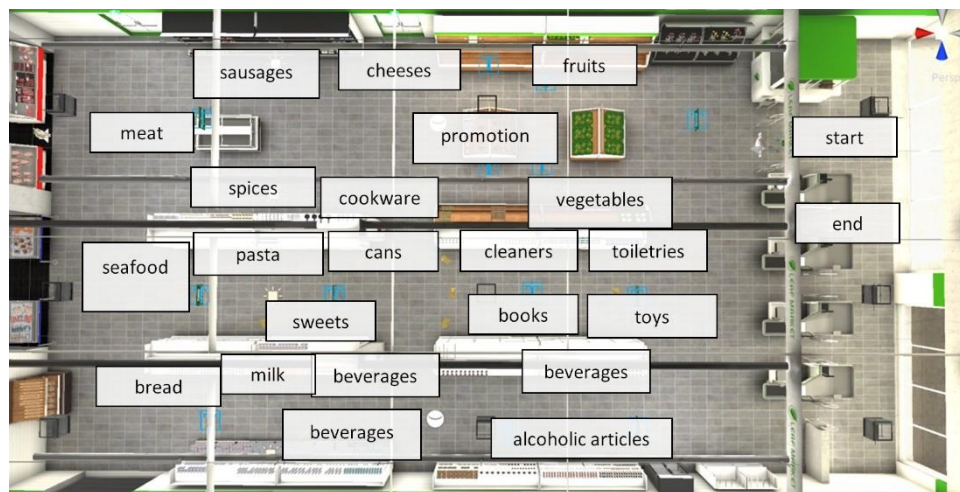 sausages
cheeses
fruits
Persp
meat
promotion
start
spices
cookware
vegetables
end
seafood
pasta
cans
cleaners
toiletries
sweets
books
toys
bread
milk
beverages
beverages
beverages
alcoholic articles